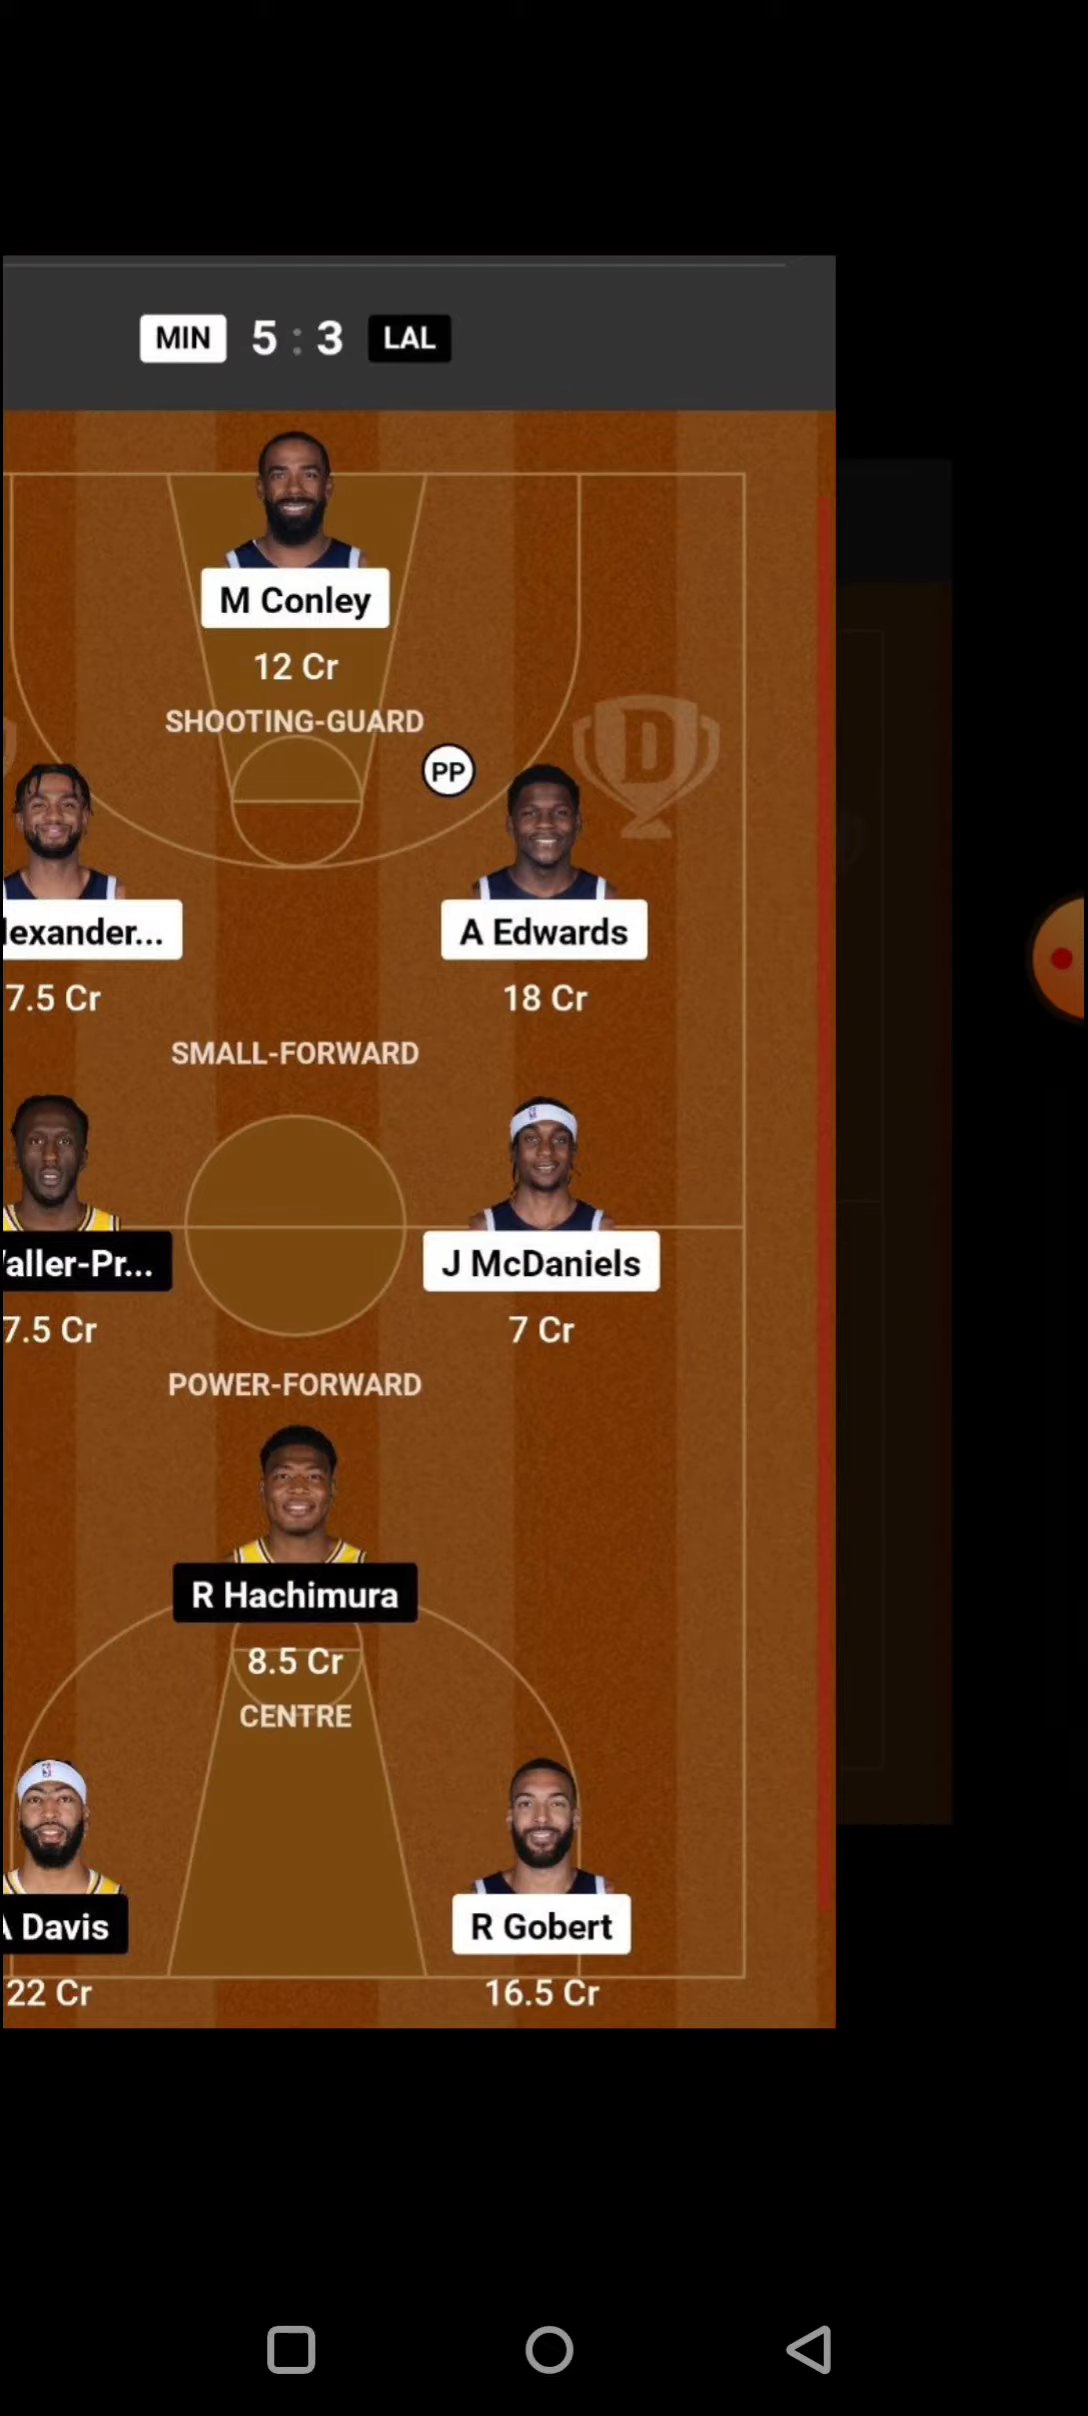 MIN 5 : 3 LAL
M Conley
12 Cr
SHOOTING-GUARD
PP
lexander... A Edwards
7.5 Cr 18 Cr
SMALL-FORWARD
aller-Pr... J McDaniels
7.5 Cr 7 Cr
POWER-FORWARD
R Hachimura
8.5 Cr
CENTRE
A Davis R Gobert
22 Cr 16.5 Cr